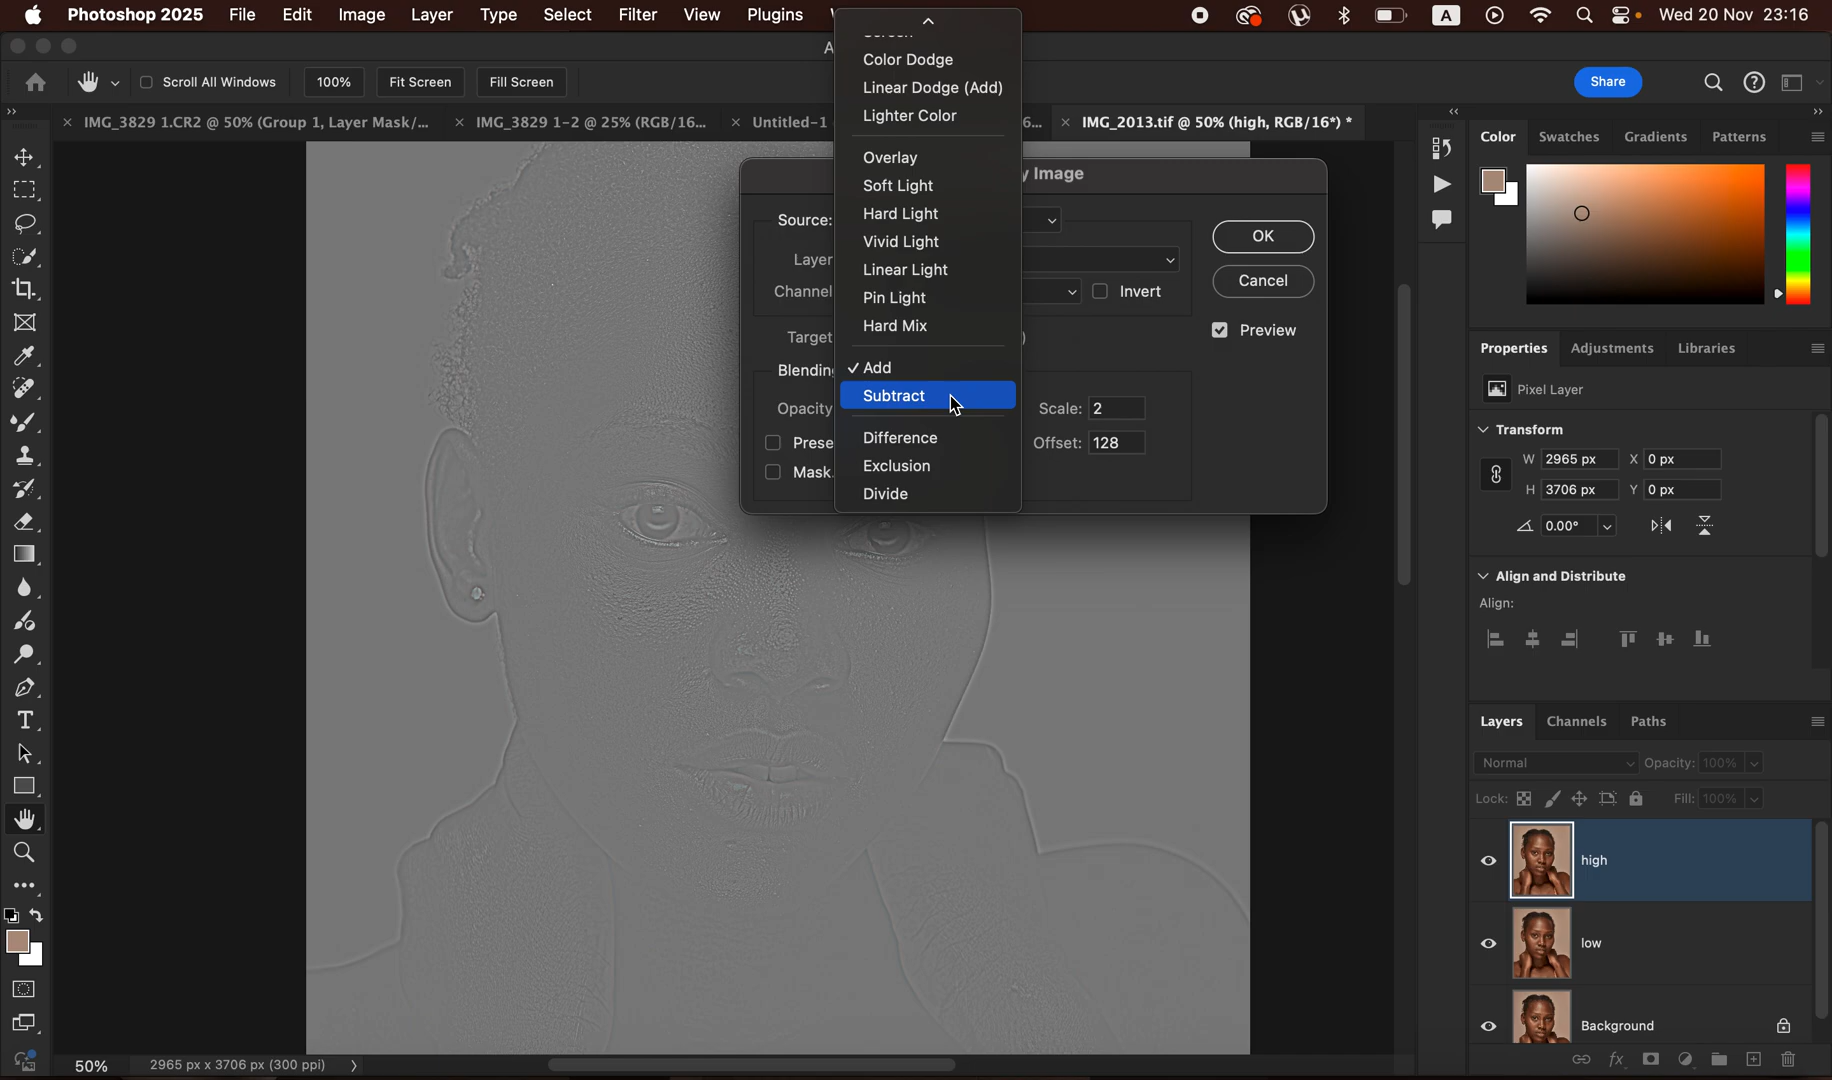 Photoshop 2025 File Edit Image Layer Type Select Filter View Plugins A Wed 20 Nov 23:16
Scroll All Windows 100% Fit Screen Fill Screen Share
IMG_3829 1.CR2 @ 50% (Group 1, Layer Mask/... IMG_3829 1-2 @ 25% (RGB/16... Untitled-1 6... IMG_2013.tif @ 50% (high, RGB/16*) *
Screen
Color Dodge
Linear Dodge (Add)
Lighter Color
Overlay
Soft Light
Hard Light
Vivid Light
Linear Light
Pin Light
Hard Mix
✓ Add
Subtract
Difference
Exclusion
Divide
y Image
Source:
Layer
Channel
Invert
Target
)
Blending
Opacity
Scale: 2
Prese
Offset: 128
Mask.
OK
Cancel
Preview
Color Swatches Gradients Patterns
Properties Adjustments Libraries
Pixel Layer
Transform
W 2965 px X 0 px
H 3706 px Y 0 px
0.00°
Align and Distribute
Align:
Layers Channels Paths
Normal Opacity: 100%
Lock: Fill: 100%
high
low
Background
fx
50% 2965 px x 3706 px (300 ppi)